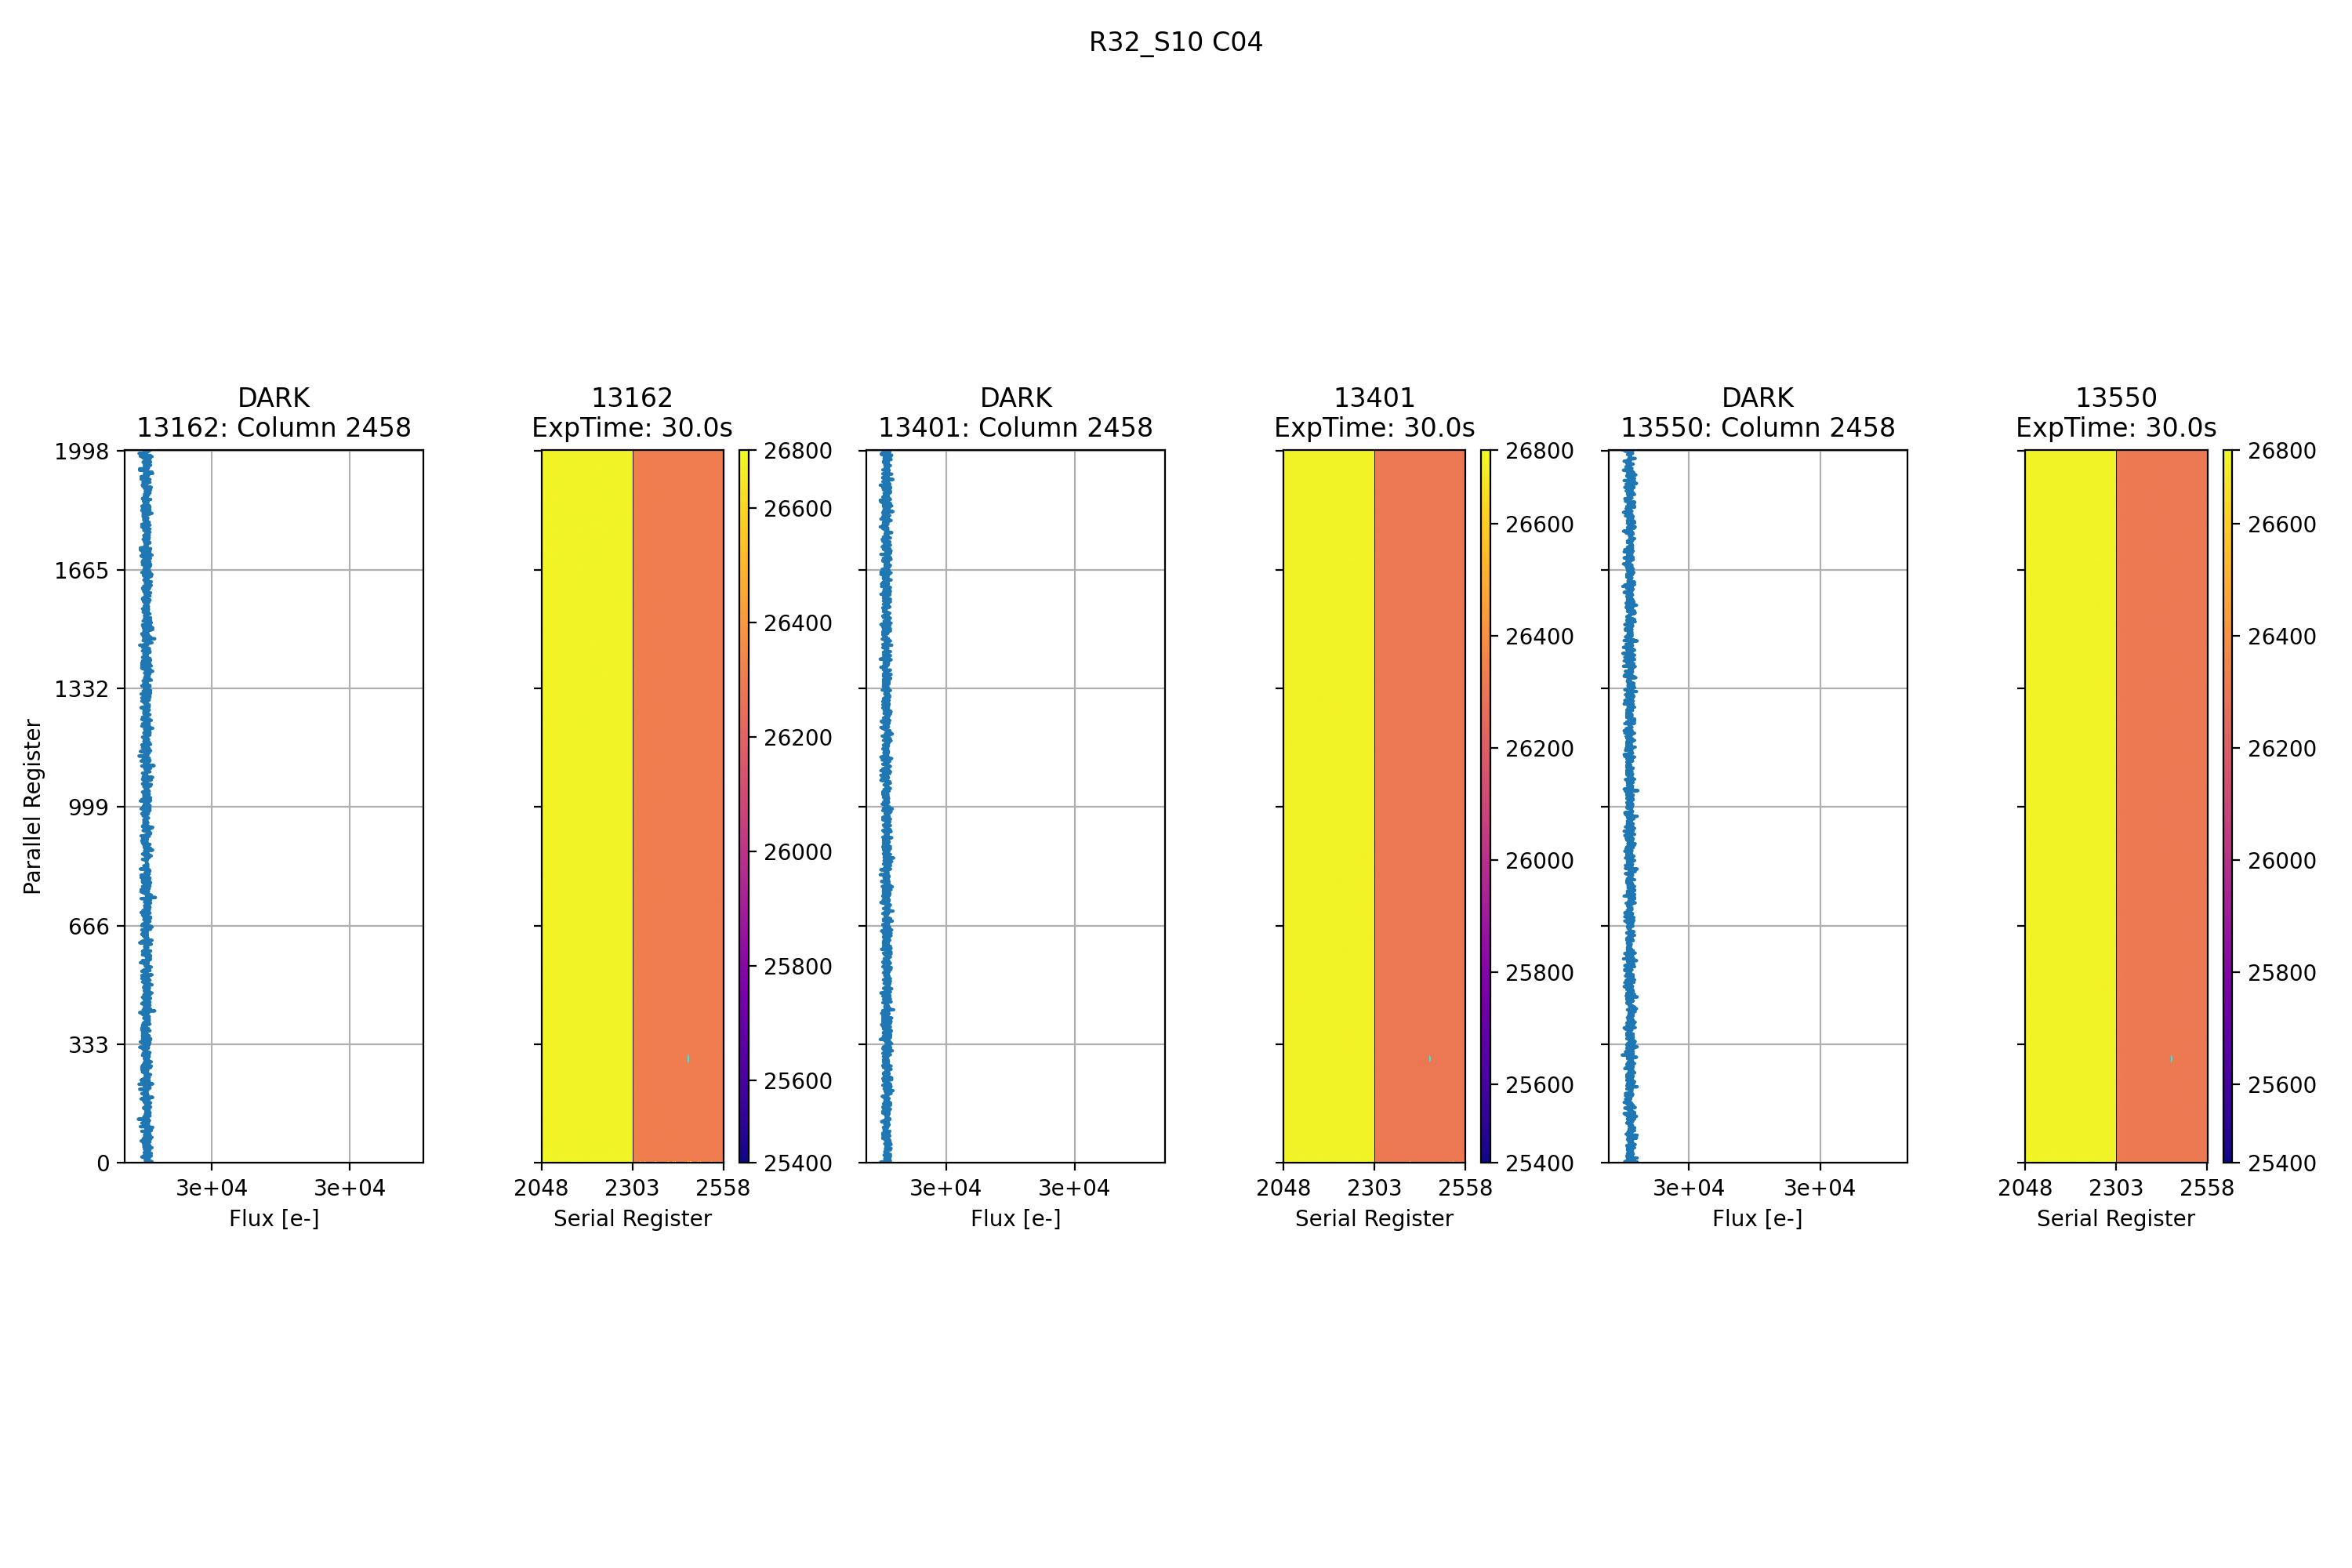 R32_S10 C04
DARK
13162: Column 2458
13162
ExpTime: 30.0s
DARK
13401: Column 2458
13401
ExpTime: 30.0s
DARK
13550: Column 2458
13550
ExpTime: 30.0s
Parallel Register
1998
1665
1332
999
666
333
0
3e+04 3e+04
Flux [e-]
2048 2303 2558
Serial Register
26800
26600
26400
26200
26000
25800
25600
25400
3e+04 3e+04
Flux [e-]
2048 2303 2558
Serial Register
26800
26600
26400
26200
26000
25800
25600
25400
3e+04 3e+04
Flux [e-]
2048 2303 2558
Serial Register
26800
26600
26400
26200
26000
25800
25600
25400